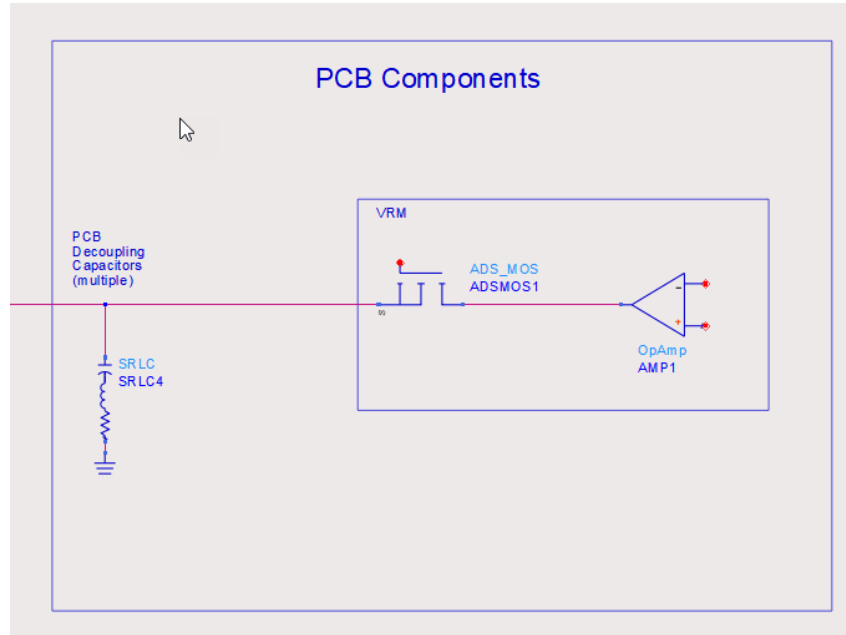 PCB Components
VRM
PCB
Decoupling
Capacitors
(multiple)
ADS_MOS
ADSMOS1
S
SRLC
SRLC4
-
+
OpAmp
AMP1